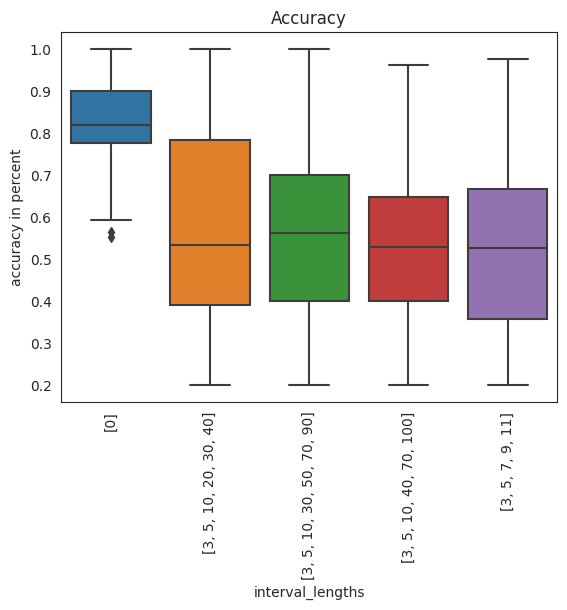 Accuracy
accuracy in percent
1.0
0.9
0.8
0.7
0.6
0.5
0.4
0.3
0.2
[0]
[3, 5, 10, 20, 30, 40]
[3, 5, 10, 30, 50, 70, 90]
[3, 5, 10, 40, 70, 100]
[3, 5, 7, 9, 11]
interval_lengths